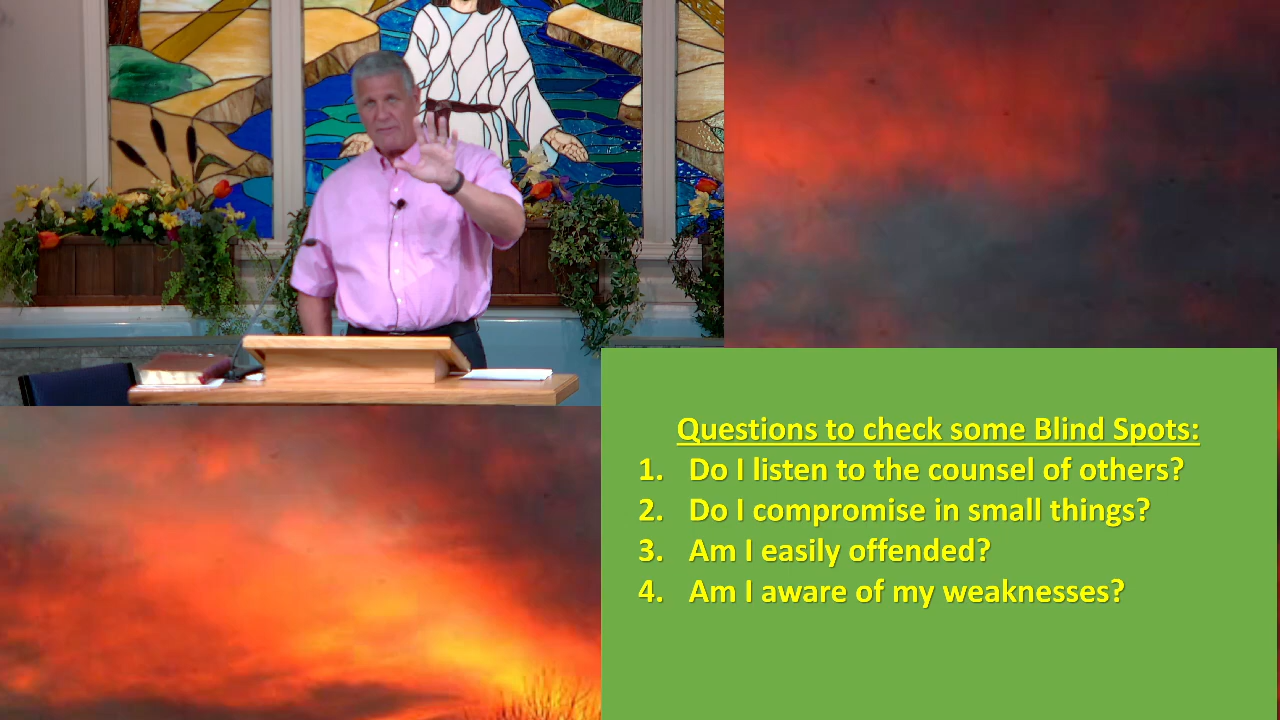 Questions to check some Blind Spots:
1. Do I listen to the counsel of others?
2. Do I compromise in small things?
3. Am I easily offended?
4. Am I aware of my weaknesses?